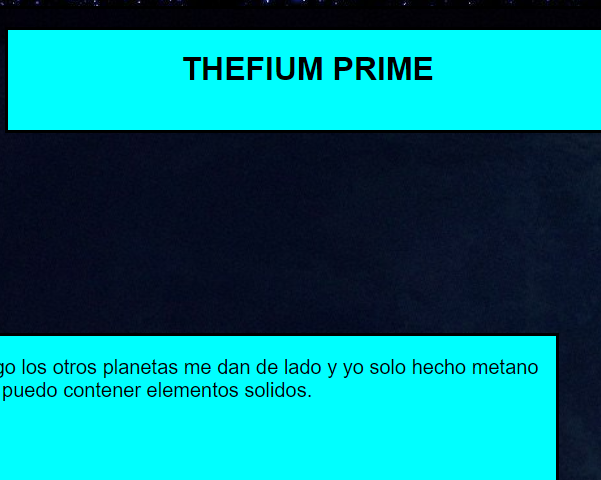 THEFIUM PRIME
go los otros planetas me dan de lado y yo solo hecho metano
puedo contener elementos solidos.